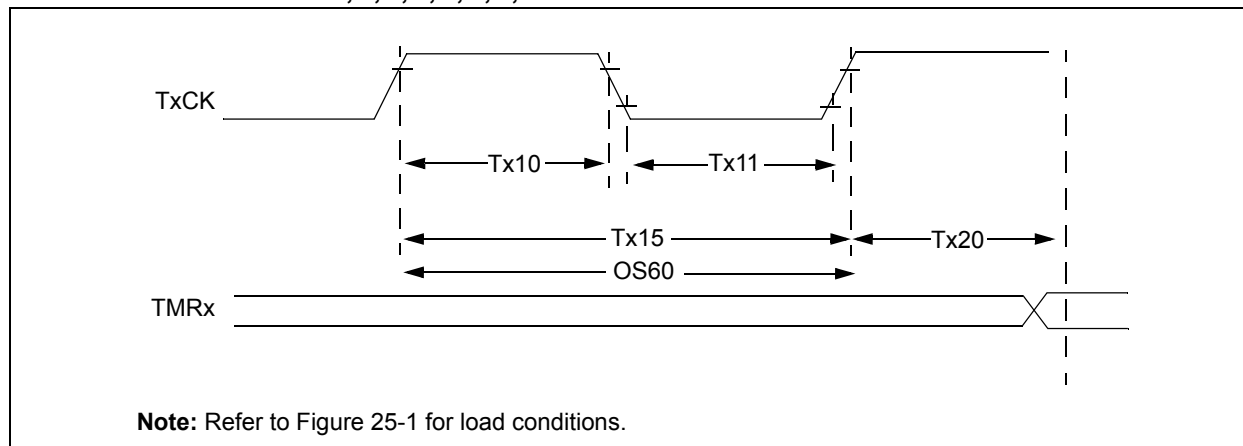 TxCK
Tx10
Tx11
Tx15
Tx20
OS60
TMRx
Note: Refer to Figure 25-1 for load conditions.